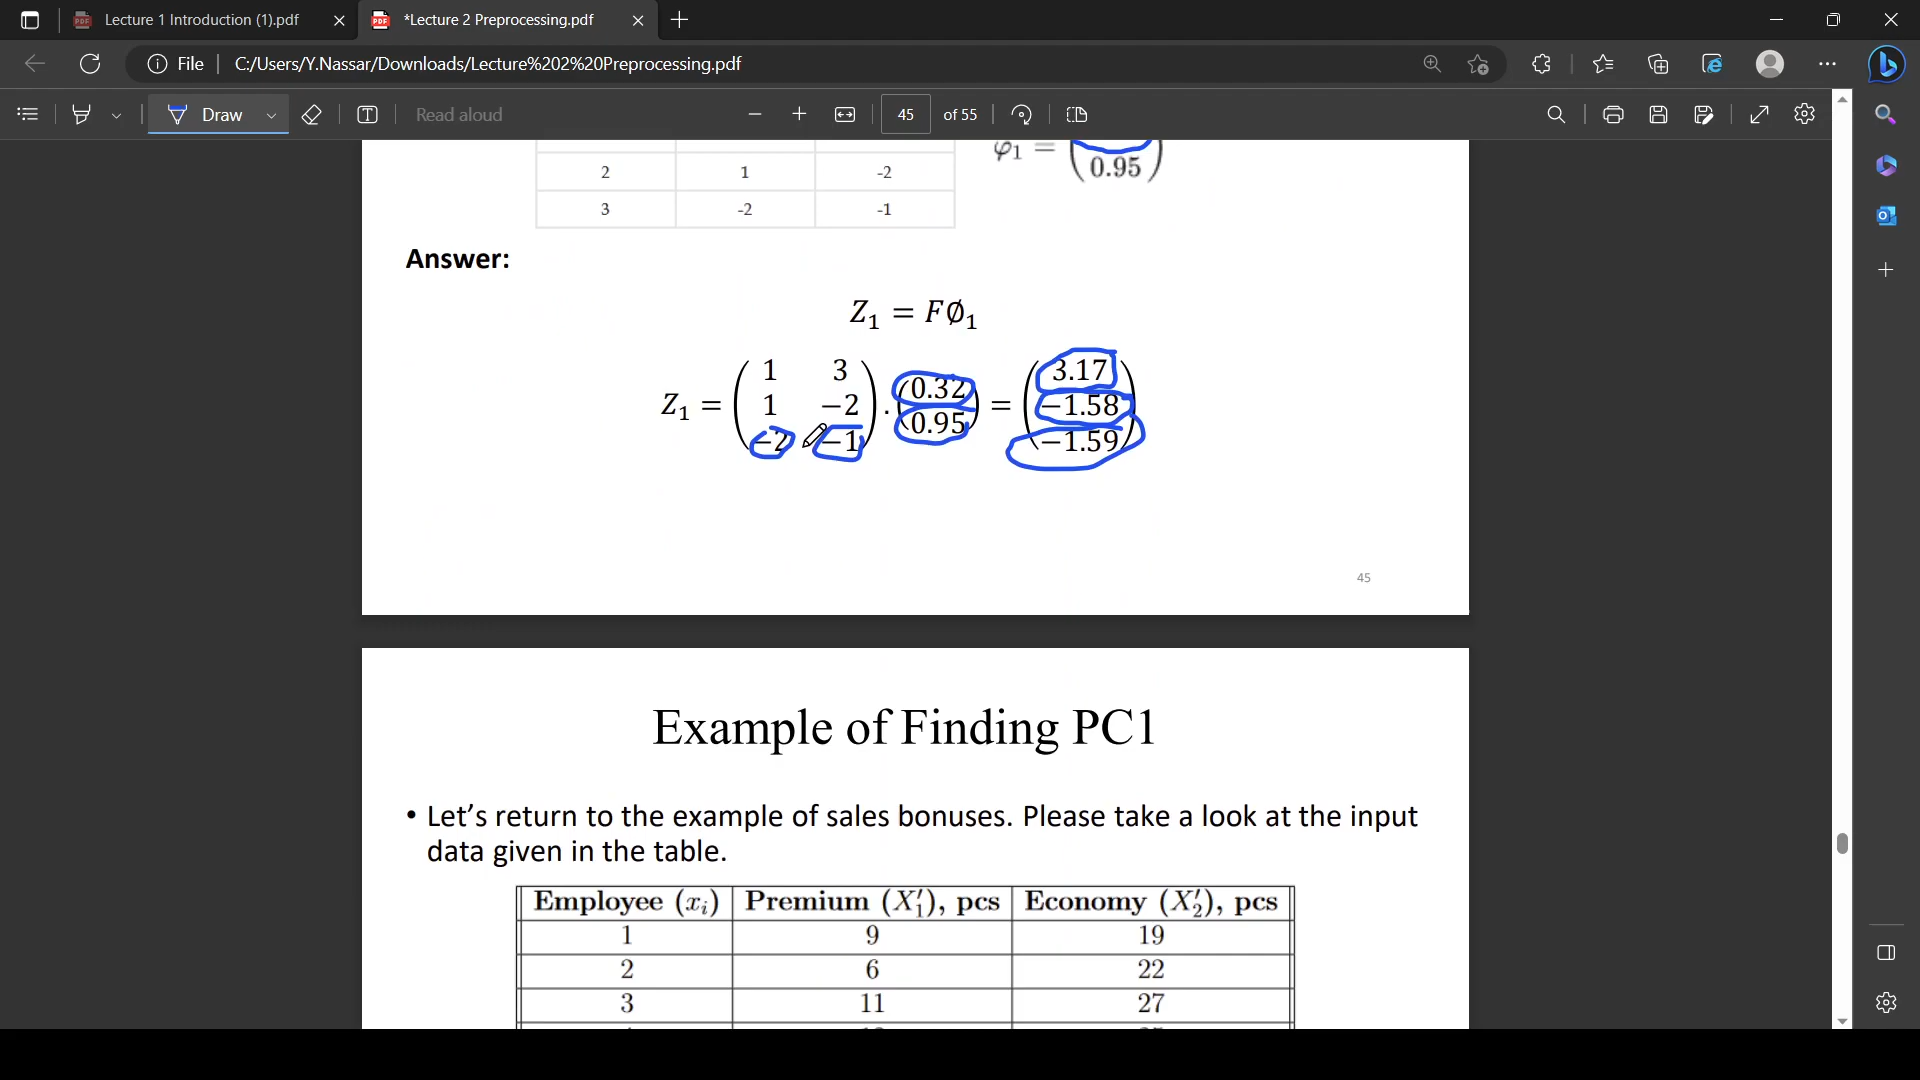 Lecture 1 Introduction (1).pdf
*Lecture 2 Preprocessing.pdf
File
C:/Users/Y.Nassar/Downloads/Lecture%202%20Preprocessing.pdf
Draw
Read aloud
45 of 55
2 1 -2
3 -2 -1
φ1 = ( 0.95 )
Answer:
Z1 = F∅1
Z1 = ( 1 3 1 −2 −2 −1 ) . ( 0.32 0.95 ) = ( 3.17 −1.58 −1.59 )
45
Example of Finding PC1
• Let's return to the example of sales bonuses. Please take a look at the input
data given in the table.
Employee (xi) Premium (X′1), pcs Economy (X′2), pcs
1 9 19
2 6 22
3 11 27